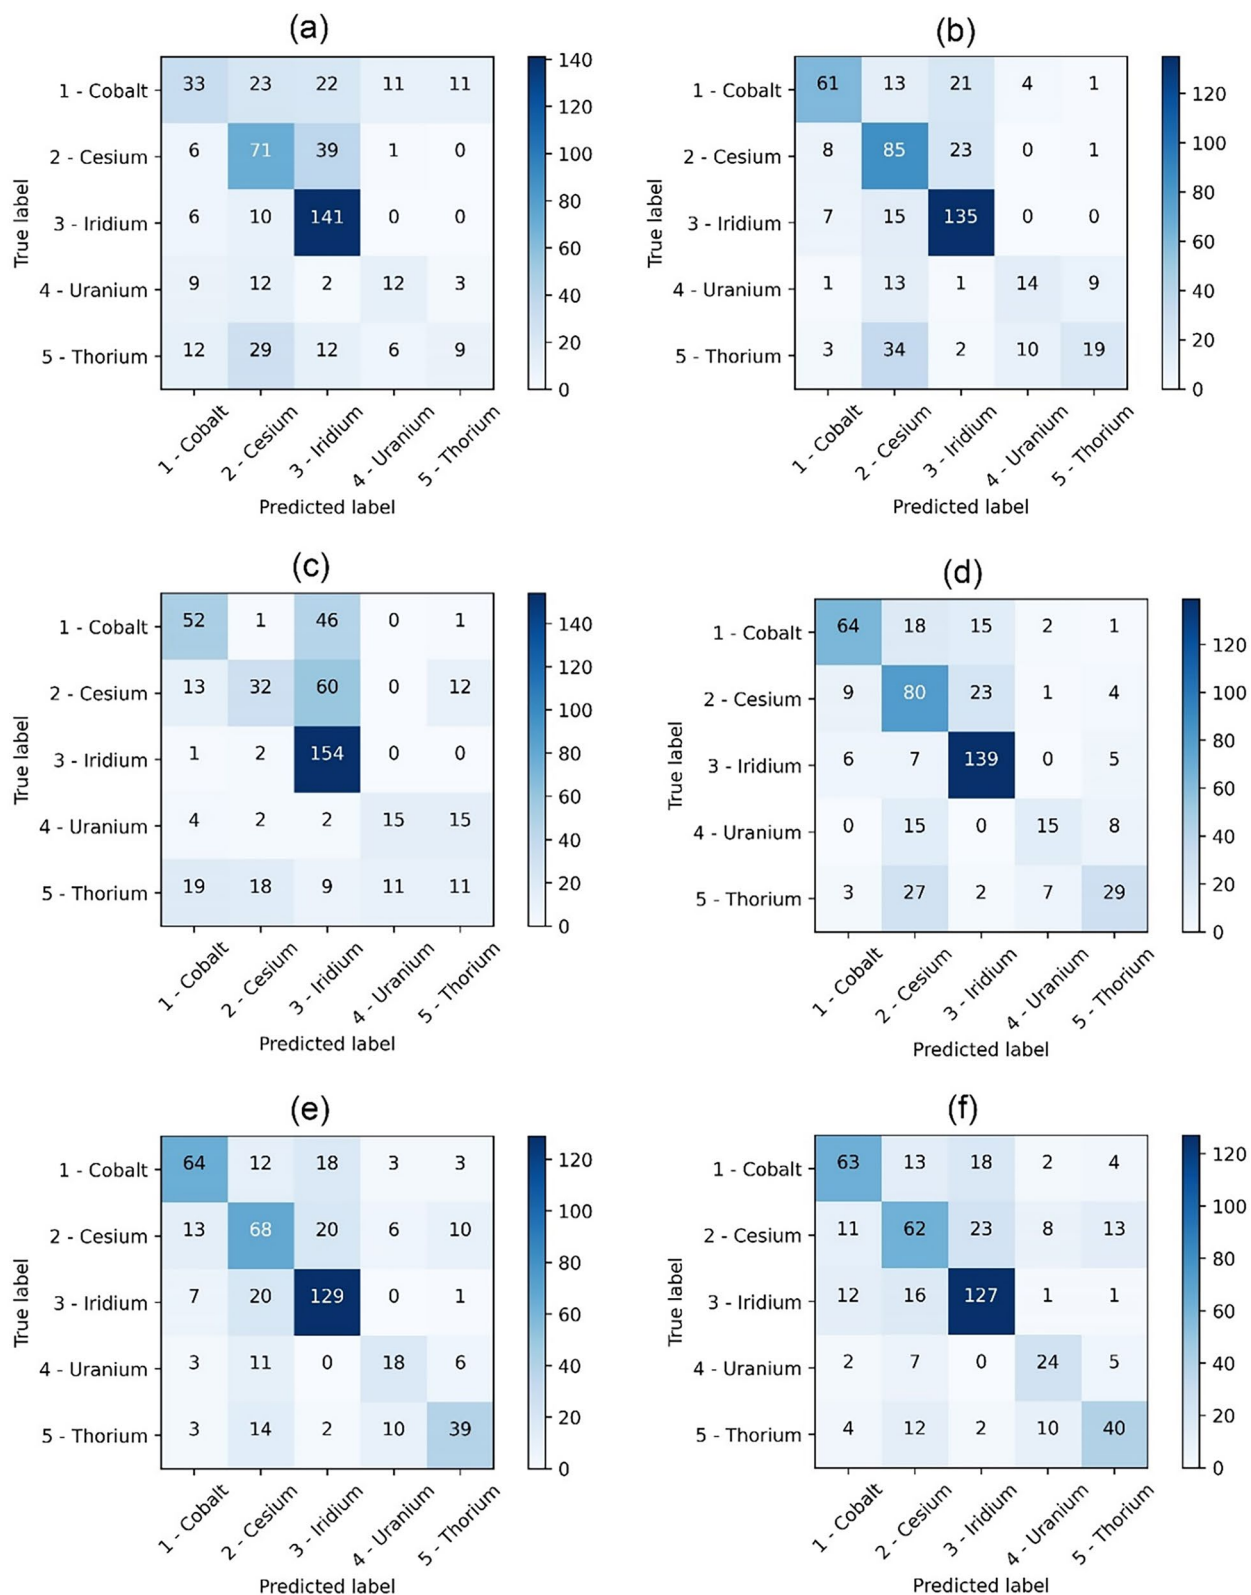 (a)
140
1 - Cobalt 33 23 22 11 11
120
2 - Cesium 6 71 39 1 0
100
80
3 - Iridium 6 10 141 0 0
60
4 - Uranium 9 12 2 12 3
40
20
5 - Thorium 12 29 12 6 9
0
True label
1 - Cobalt 2 - Cesium 3 - Iridium 4 - Uranium 5 - Thorium
Predicted label
(b)
1 - Cobalt 61 13 21 4 1
120
100
2 - Cesium 8 85 23 0 1
80
3 - Iridium 7 15 135 0 0
60
4 - Uranium 1 13 1 14 9
40
20
5 - Thorium 3 34 2 10 19
0
True label
1 - Cobalt 2 - Cesium 3 - Iridium 4 - Uranium 5 - Thorium
Predicted label
(c)
1 - Cobalt 52 1 46 0 1
140
120
2 - Cesium 13 32 60 0 12
100
80
3 - Iridium 1 2 154 0 0
60
4 - Uranium 4 2 2 15 15
40
20
5 - Thorium 19 18 9 11 11
0
True label
1 - Cobalt 2 - Cesium 3 - Iridium 4 - Uranium 5 - Thorium
Predicted label
(d)
1 - Cobalt 64 18 15 2 1
120
2 - Cesium 9 80 23 1 4
100
80
3 - Iridium 6 7 139 0 5
60
4 - Uranium 0 15 0 15 8
40
20
5 - Thorium 3 27 2 7 29
0
True label
1 - Cobalt 2 - Cesium 3 - Iridium 4 - Uranium 5 - Thorium
Predicted label
(e)
1 - Cobalt 64 12 18 3 3
120
100
2 - Cesium 13 68 20 6 10
80
3 - Iridium 7 20 129 0 1
60
4 - Uranium 3 11 0 18 6
40
20
5 - Thorium 3 14 2 10 39
0
True label
1 - Cobalt 2 - Cesium 3 - Iridium 4 - Uranium 5 - Thorium
Predicted label
(f)
1 - Cobalt 63 13 18 2 4
120
100
2 - Cesium 11 62 23 8 13
80
3 - Iridium 12 16 127 1 1
60
4 - Uranium 2 7 0 24 5
40
20
5 - Thorium 4 12 2 10 40
0
True label
1 - Cobalt 2 - Cesium 3 - Iridium 4 - Uranium 5 - Thorium
Predicted label